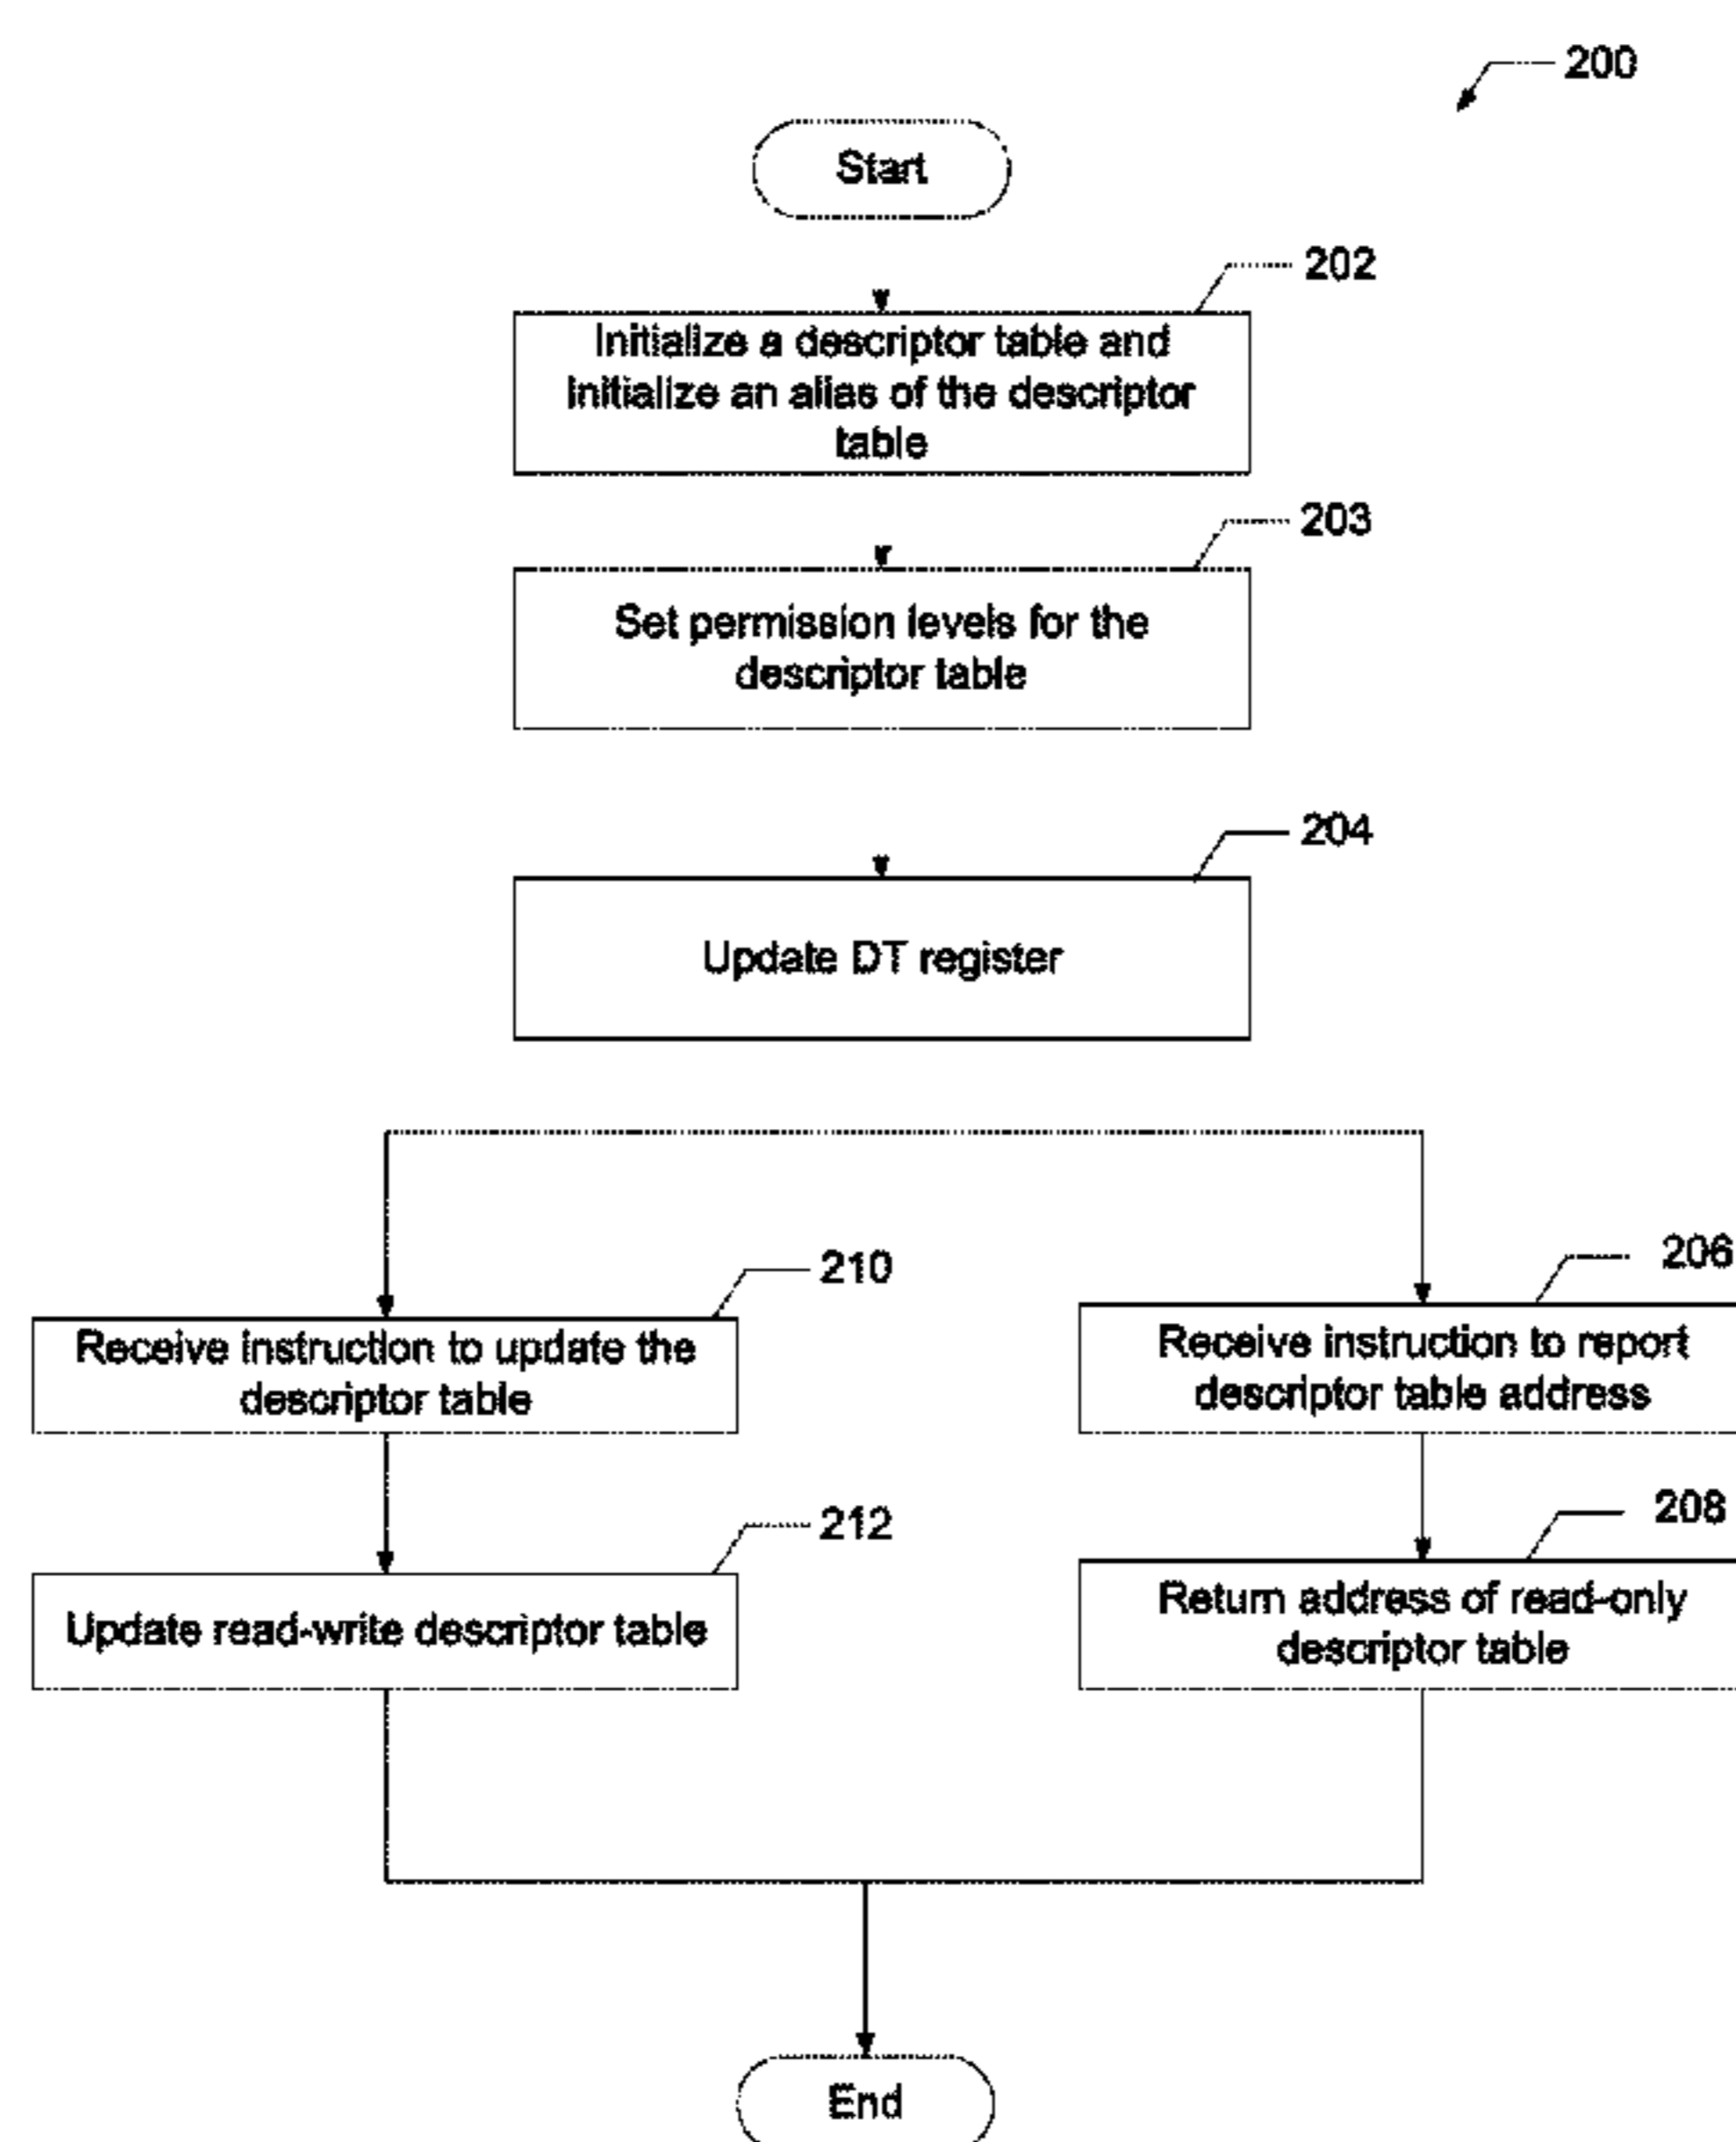 200
Start
202
Initialize a descriptor table and
initialize an alias of the descriptor
table
203
Set permission levels for the
descriptor table
204
Update DT register
210
Receive instruction to update the
descriptor table
206
Receive instruction to report
descriptor table address
212
Update read-write descriptor table
208
Return address of read-only
descriptor table
End